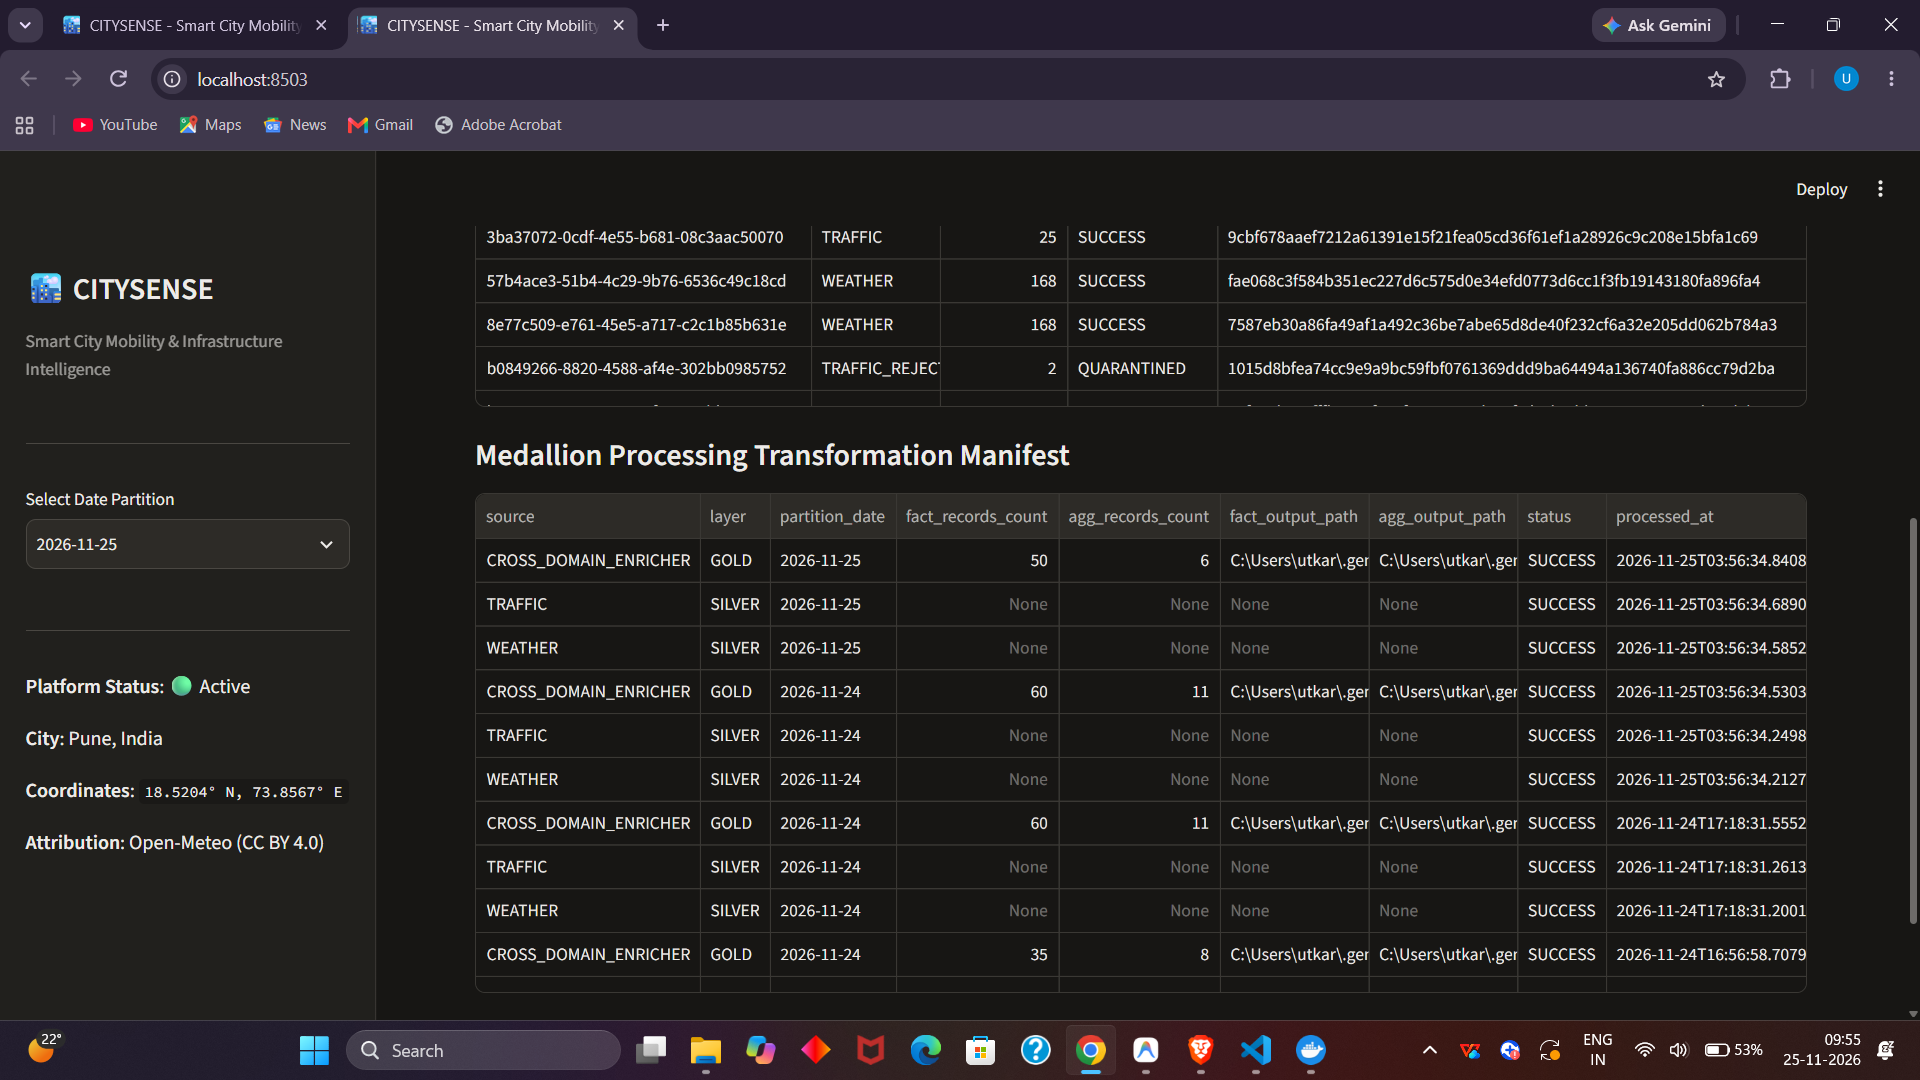 CITYSENSE - Smart City Mobility
CITYSENSE - Smart City Mobility
Ask Gemini
localhost:8503
U
YouTube
Maps
News
Gmail
Adobe Acrobat
Deploy
CITYSENSE
Smart City Mobility & Infrastructure
Intelligence
Select Date Partition
2026-11-25
Platform Status: Active
City: Pune, India
Coordinates: 18.5204° N, 73.8567° E
Attribution: Open-Meteo (CC BY 4.0)
3ba37072-0cdf-4e55-b681-08c3aac50070 TRAFFIC 25 SUCCESS 9cbf678aaef7212a61391e15f21fea05cd36f61ef1a28926c9c208e15bfa1c69
57b4ace3-51b4-4c29-9b76-6536c49c18cd WEATHER 168 SUCCESS fae068c3f584b351ec227d6c575d0e34efd0773d6cc1f3fb19143180fa896fa4
8e77c509-e761-45e5-a717-c2c1b85b631e WEATHER 168 SUCCESS 7587eb30a86fa49af1a492c36be7abe65d8de40f232cf6a32e205dd062b784a3
b0849266-8820-4588-af4e-302bb0985752 TRAFFIC_REJECT 2 QUARANTINED 1015d8bfea74cc9e9a9bc59fbf0761369ddd9ba64494a136740fa886cc79d2ba
Medallion Processing Transformation Manifest
source layer partition_date fact_records_count agg_records_count fact_output_path agg_output_path status processed_at
CROSS_DOMAIN_ENRICHER GOLD 2026-11-25 50 6 C:\Users\utkar\.ger C:\Users\utkar\.ger SUCCESS 2026-11-25T03:56:34.8408
TRAFFIC SILVER 2026-11-25 None None None None SUCCESS 2026-11-25T03:56:34.6890
WEATHER SILVER 2026-11-25 None None None None SUCCESS 2026-11-25T03:56:34.5852
CROSS_DOMAIN_ENRICHER GOLD 2026-11-24 60 11 C:\Users\utkar\.ger C:\Users\utkar\.ger SUCCESS 2026-11-25T03:56:34.5303
TRAFFIC SILVER 2026-11-24 None None None None SUCCESS 2026-11-25T03:56:34.2498
WEATHER SILVER 2026-11-24 None None None None SUCCESS 2026-11-25T03:56:34.2127
CROSS_DOMAIN_ENRICHER GOLD 2026-11-24 60 11 C:\Users\utkar\.ger C:\Users\utkar\.ger SUCCESS 2026-11-24T17:18:31.5552
TRAFFIC SILVER 2026-11-24 None None None None SUCCESS 2026-11-24T17:18:31.2613
WEATHER SILVER 2026-11-24 None None None None SUCCESS 2026-11-24T17:18:31.2001
CROSS_DOMAIN_ENRICHER GOLD 2026-11-24 35 8 C:\Users\utkar\.ger C:\Users\utkar\.ger SUCCESS 2026-11-24T16:56:58.7079
22°
Search
ENG
IN
53%
09:55
25-11-2026